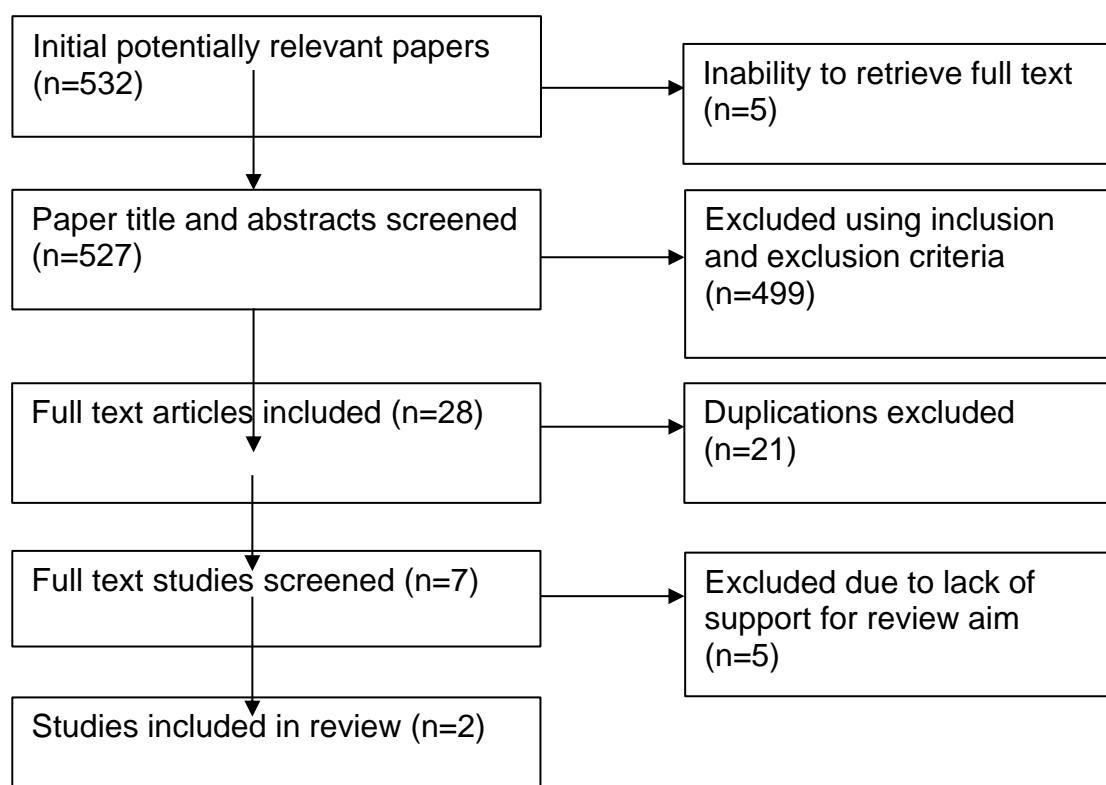 Initial potentially relevant papers
(n=532)
Inability to retrieve full text
(n=5)
Paper title and abstracts screened
(n=527)
Excluded using inclusion
and exclusion criteria
(n=499)
Full text articles included (n=28)
Duplications excluded
(n=21)
Full text studies screened (n=7)
Excluded due to lack of
support for review aim
(n=5)
Studies included in review (n=2)